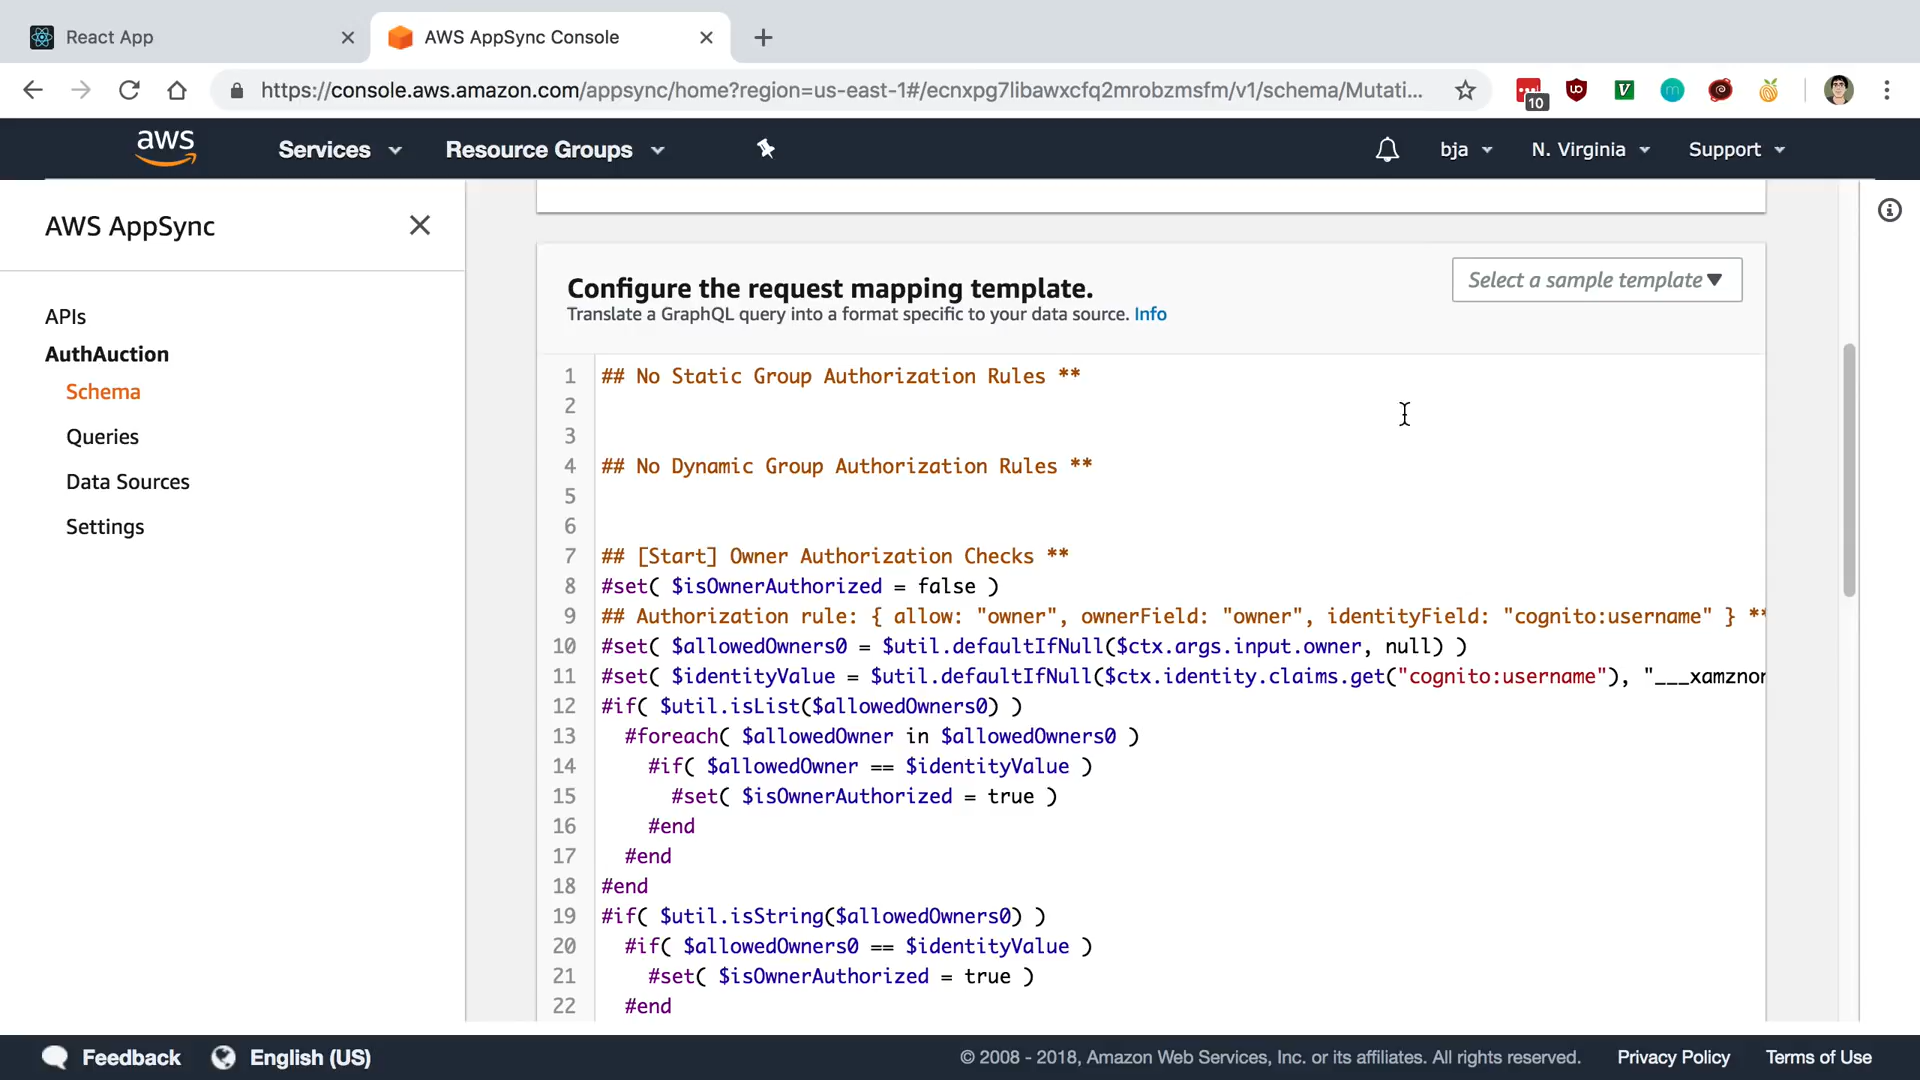 React App
AWS AppSync Console
https://console.aws.amazon.com/appsync/home?region=us-east-1#/ecnxpg7libawxcfq2mrobzmsfm/v1/schema/Mutati...
10
aws
Services
Resource Groups
bja
N. Virginia
Support
AWS AppSync
APIs
AuthAuction
Schema
Queries
Data Sources
Settings
Configure the request mapping template.
Translate a GraphQL query into a format specific to your data source. Info
Select a sample template
1 ## No Static Group Authorization Rules **
2
3
4 ## No Dynamic Group Authorization Rules **
5
6
7 ## [Start] Owner Authorization Checks **
8 #set( $isOwnerAuthorized = false )
9 ## Authorization rule: { allow: "owner", ownerField: "owner", identityField: "cognito:username" } **
10 #set( $allowedOwners0 = $util.defaultIfNull($ctx.args.input.owner, null) )
11 #set( $identityValue = $util.defaultIfNull($ctx.identity.claims.get("cognito:username"), "___xamznor
12 #if( $util.isList($allowedOwners0) )
13 #foreach( $allowedOwner in $allowedOwners0 )
14 #if( $allowedOwner == $identityValue )
15 #set( $isOwnerAuthorized = true )
16 #end
17 #end
18 #end
19 #if( $util.isString($allowedOwners0) )
20 #if( $allowedOwners0 == $identityValue )
21 #set( $isOwnerAuthorized = true )
22 #end
Feedback
English (US)
© 2008 - 2018, Amazon Web Services, Inc. or its affiliates. All rights reserved.
Privacy Policy
Terms of Use